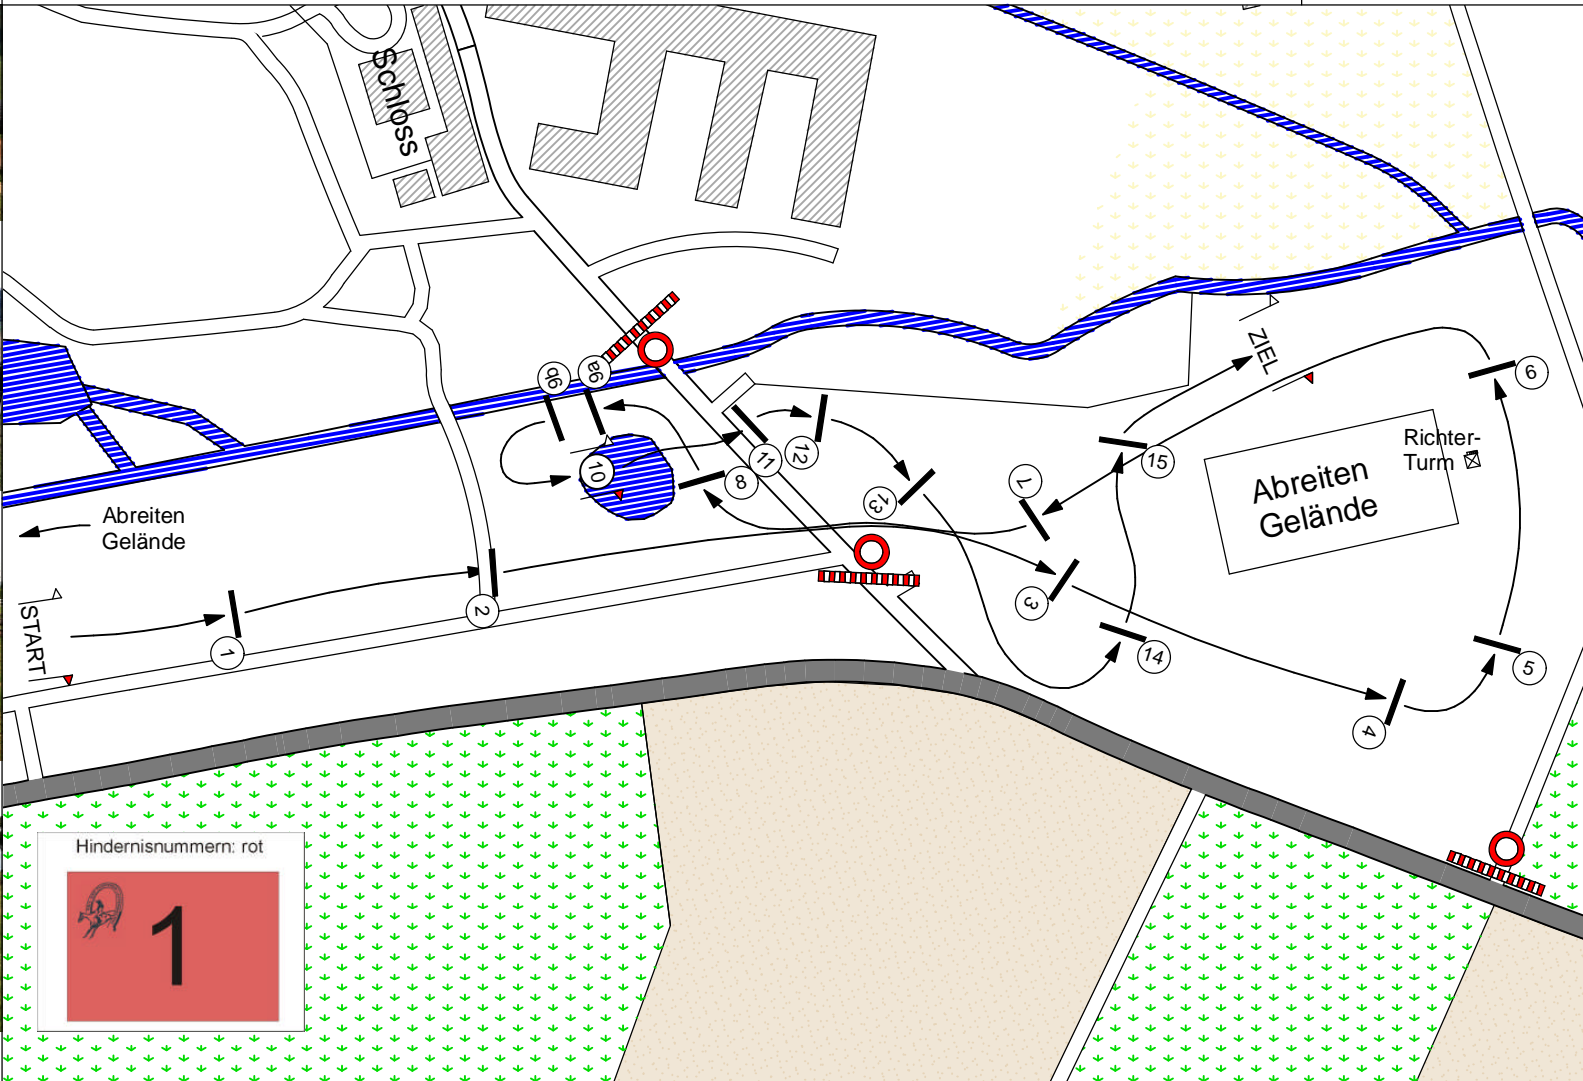 Schloss
9b
9a
ZIEL
6
Richter-
Turm
10
11
12
8
13
7
15
Abreiten
Gelände
Abreiten
Gelände
START
1
2
3
14
5
4
Hindernisnummern: rot
1